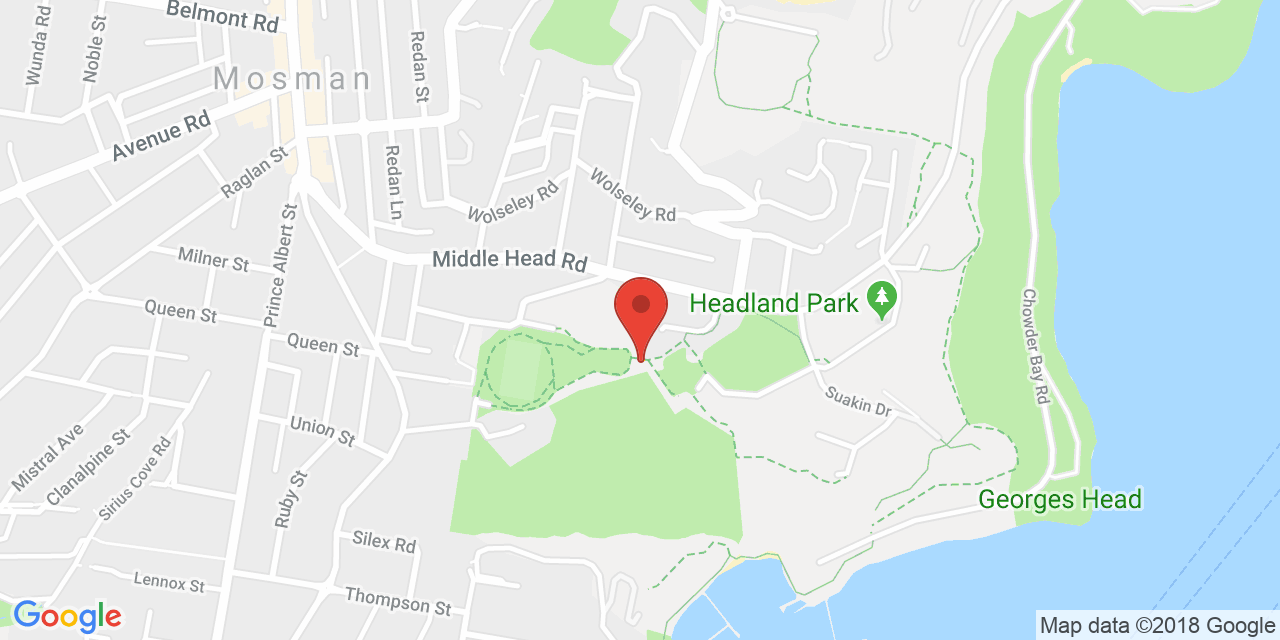 Belmont Rd
Wunda Rd
Noble St
Redan St
Mosman
Avenue Rd
Raglan St
Redan Ln
Wolseley Rd
Wolseley Rd
Prince Albert St
Milner St
Middle Head Rd
Headland Park
Queen St
Queen St
Chowder Bay Rd
Suakin Dr
Union St
Mistral Ave
Clanalpine St
Sirius Cove Rd
Ruby St
Georges Head
Silex Rd
Lennox St
Thompson St
Google
Map data ©2018 Google